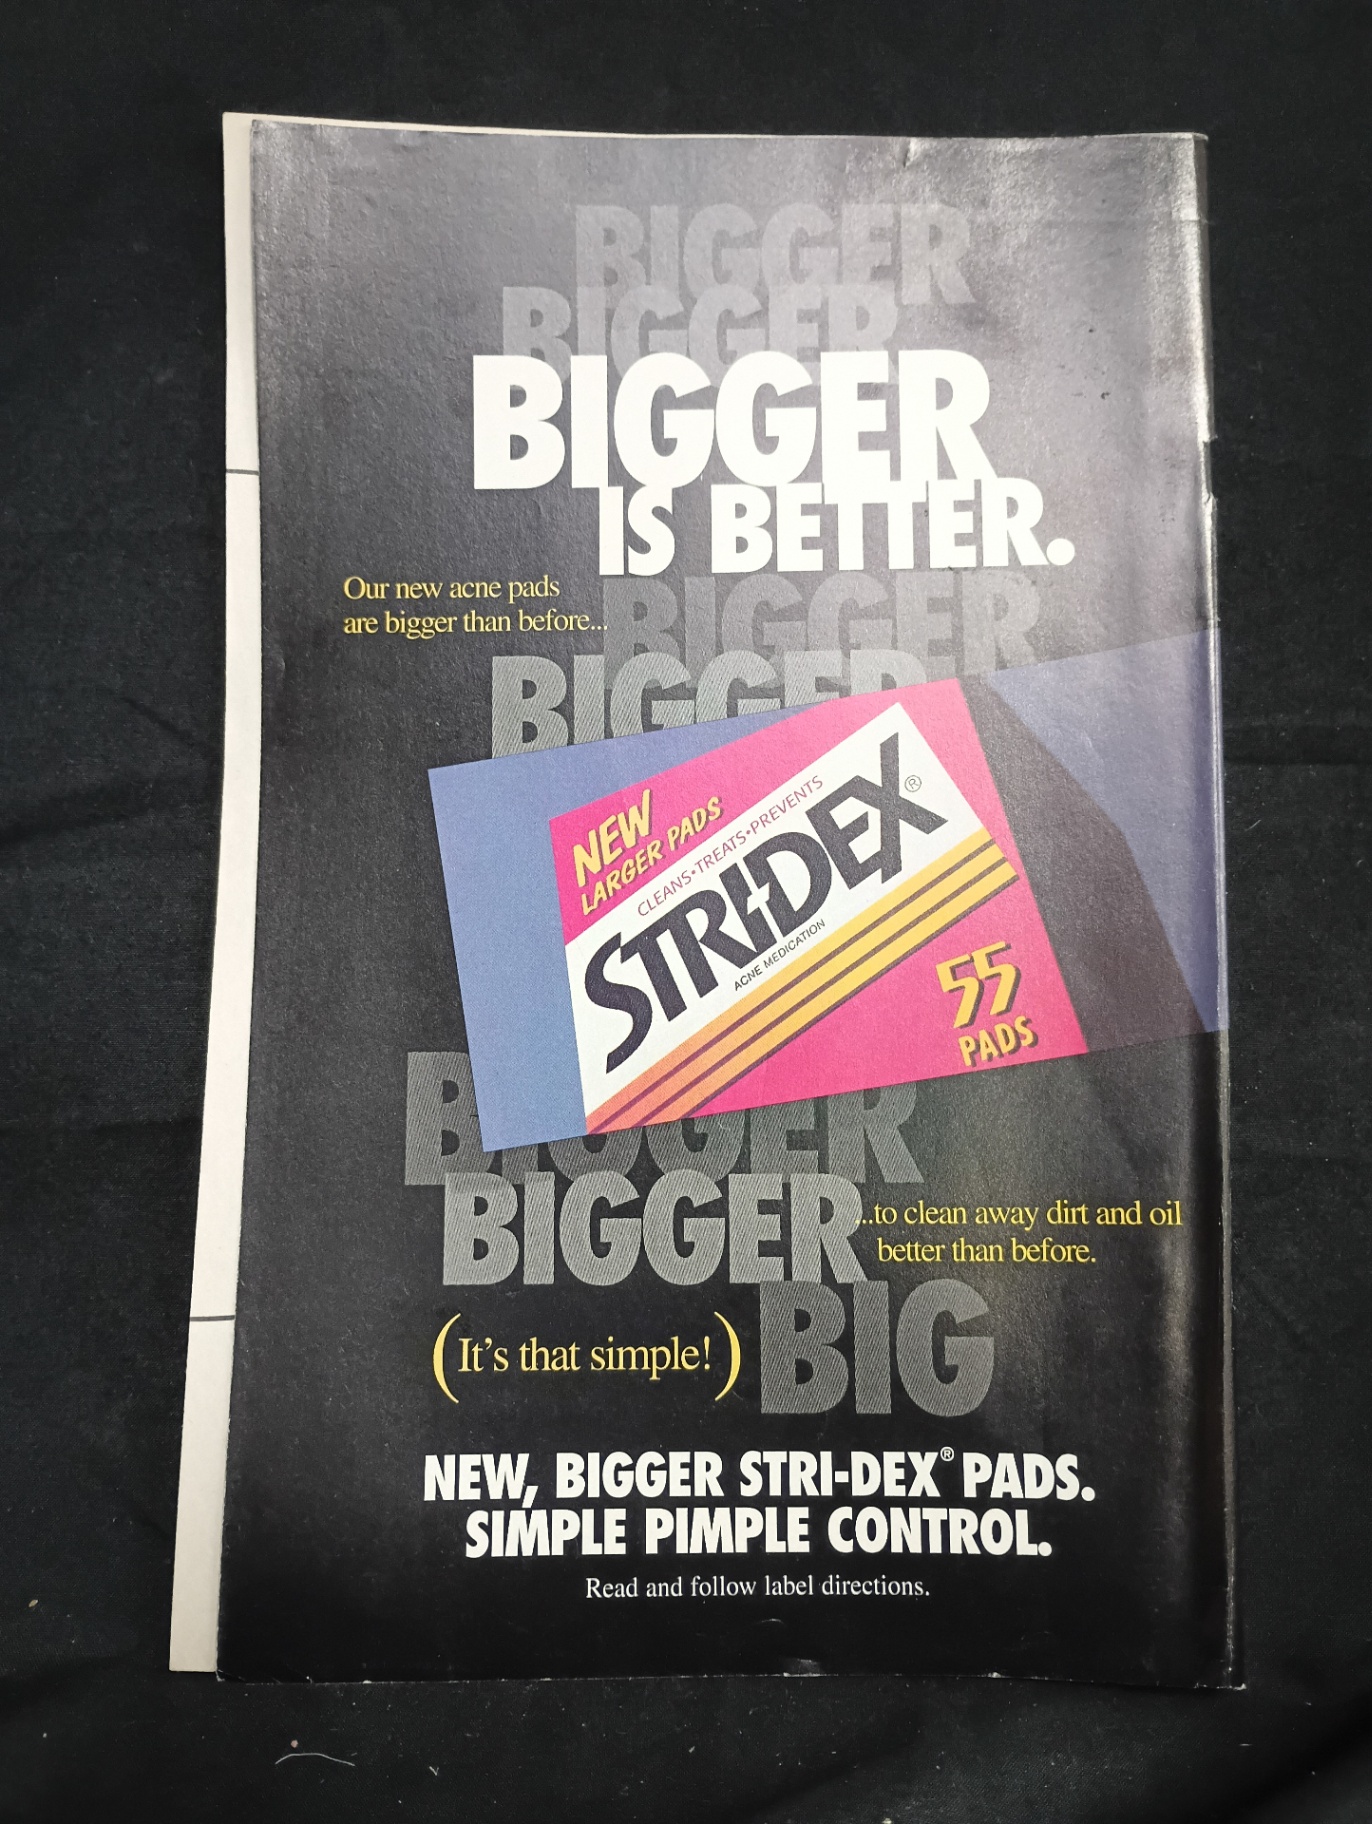 BIGGER
BIGGER
BIGGER
IS BETTER.
Our new acne pads
are bigger than before...
BIGGER
BIGGER
NEW
LARGER PADS
CLEANS•TREATS•PREVENTS
STRI-DEX®
ACNE MEDICATION
55
PADS
BIGGER
BIGGER
...to clean away dirt and oil
better than before.
(It's that simple!)
BIG
NEW, BIGGER STRI-DEX® PADS.
SIMPLE PIMPLE CONTROL.
Read and follow label directions.